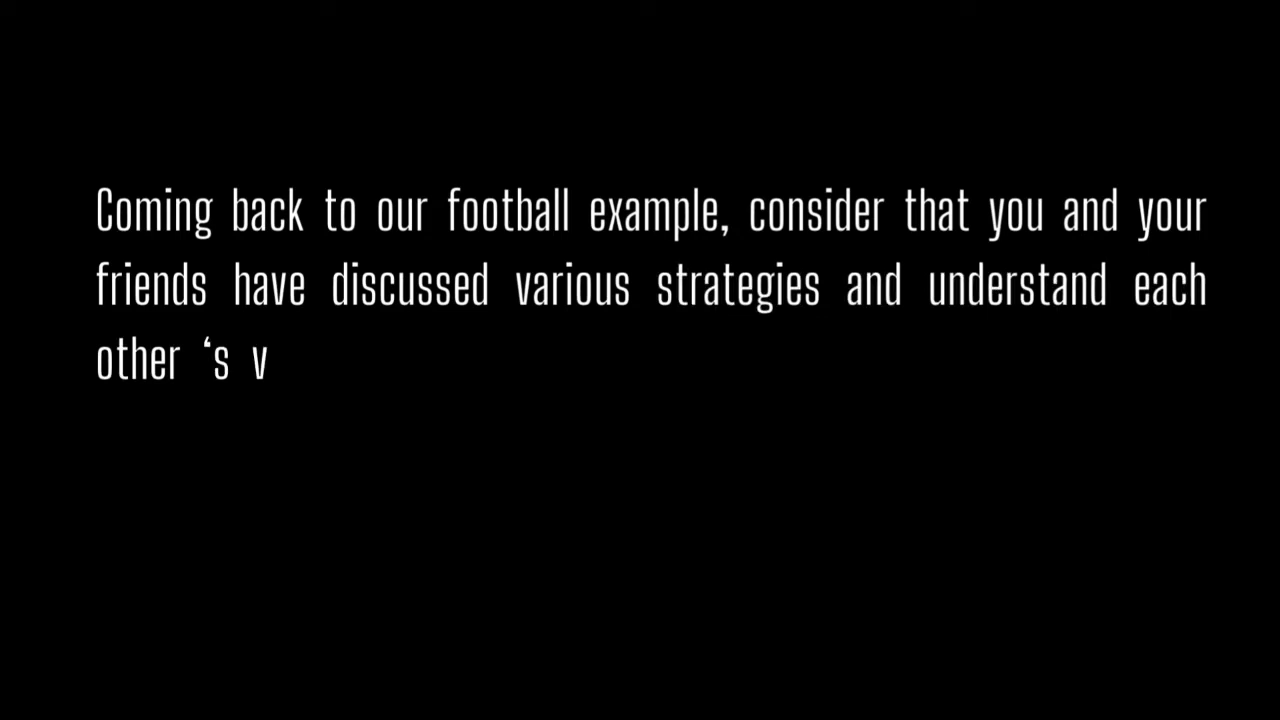 Coming back to our football example, consider that you and your
friends have discussed various strategies and understand each
other ‘s v